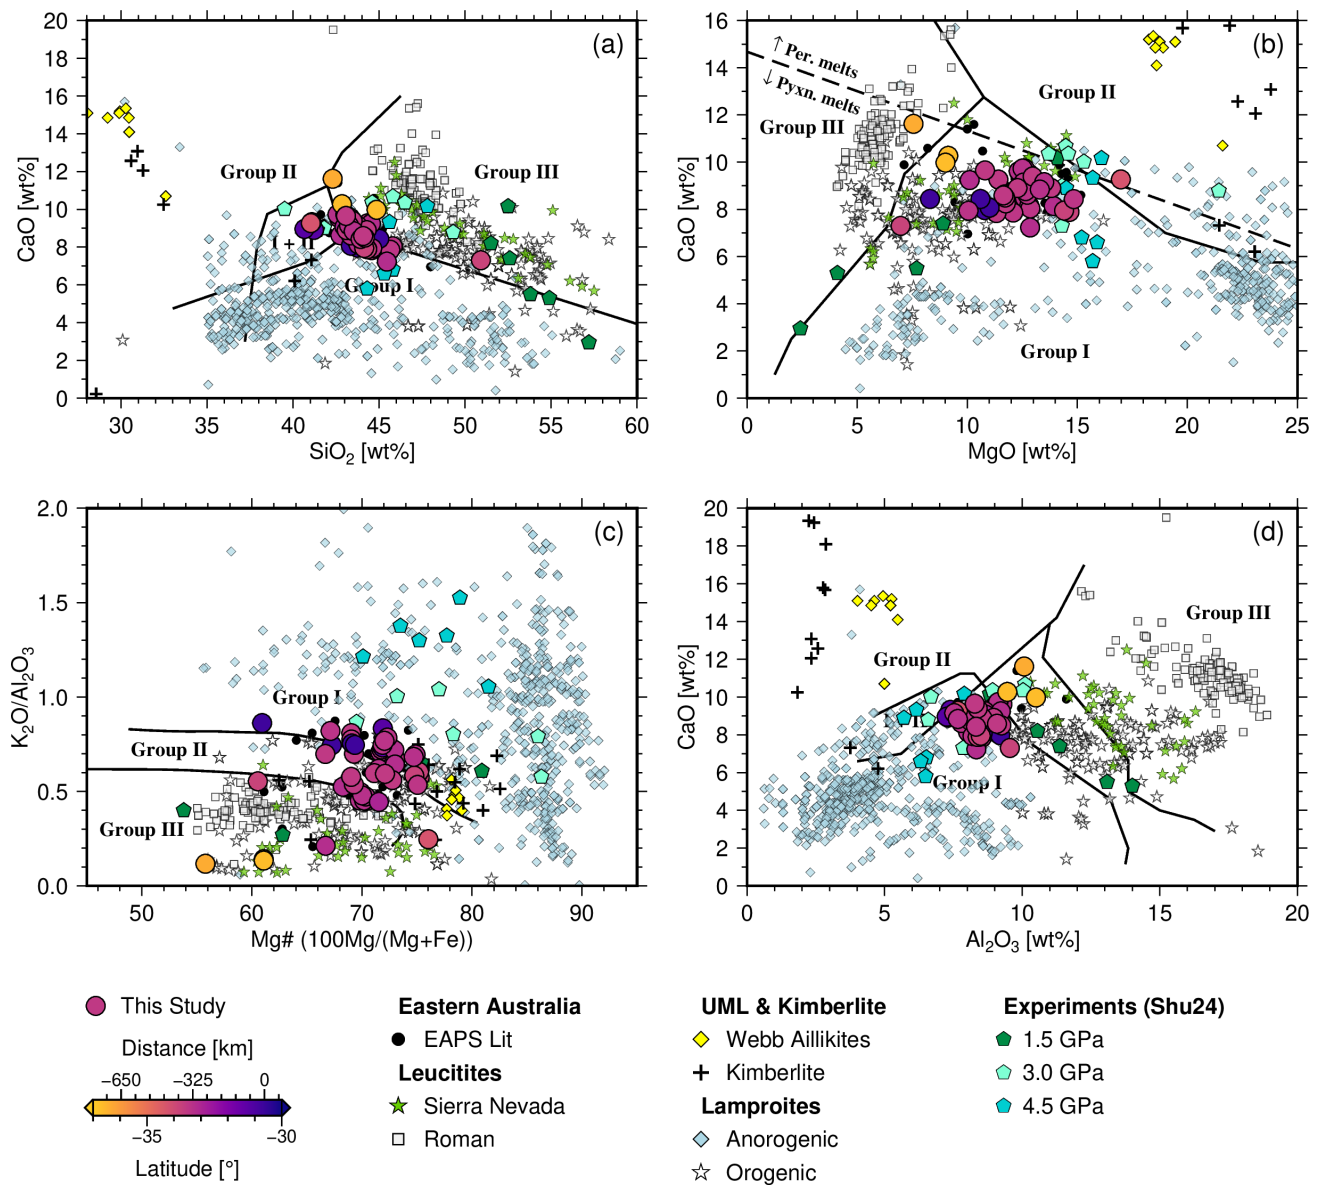 20
18
16
14
12
10
8
6
4
2
0
CaO [wt%]
(a)
Group II
Group III
I + II
Group I
30
35
40
45
50
55
60
SiO2 [wt%]
16
14
12
10
8
6
4
2
0
CaO [wt%]
(b)
↑ Per. melts
↓ Pyxn. melts
Group II
Group III
Group I
0
5
10
15
20
25
MgO [wt%]
2.0
1.5
1.0
0.5
0.0
K2O/Al2O3
(c)
Group I
Group II
Group III
50
60
70
80
90
Mg# (100Mg/(Mg+Fe))
20
18
16
14
12
10
8
6
4
2
0
CaO [wt%]
(d)
Group III
Group II
Group I
0
5
10
15
20
Al2O3 [wt%]
This Study
Distance [km]
−650 −325 0
−35 −30
Latitude [°]
Eastern Australia
EAPS Lit
Leucitites
Sierra Nevada
Roman
UML & Kimberlite
Webb Aillikites
Kimberlite
Lamproites
Anorogenic
Orogenic
Experiments (Shu24)
1.5 GPa
3.0 GPa
4.5 GPa